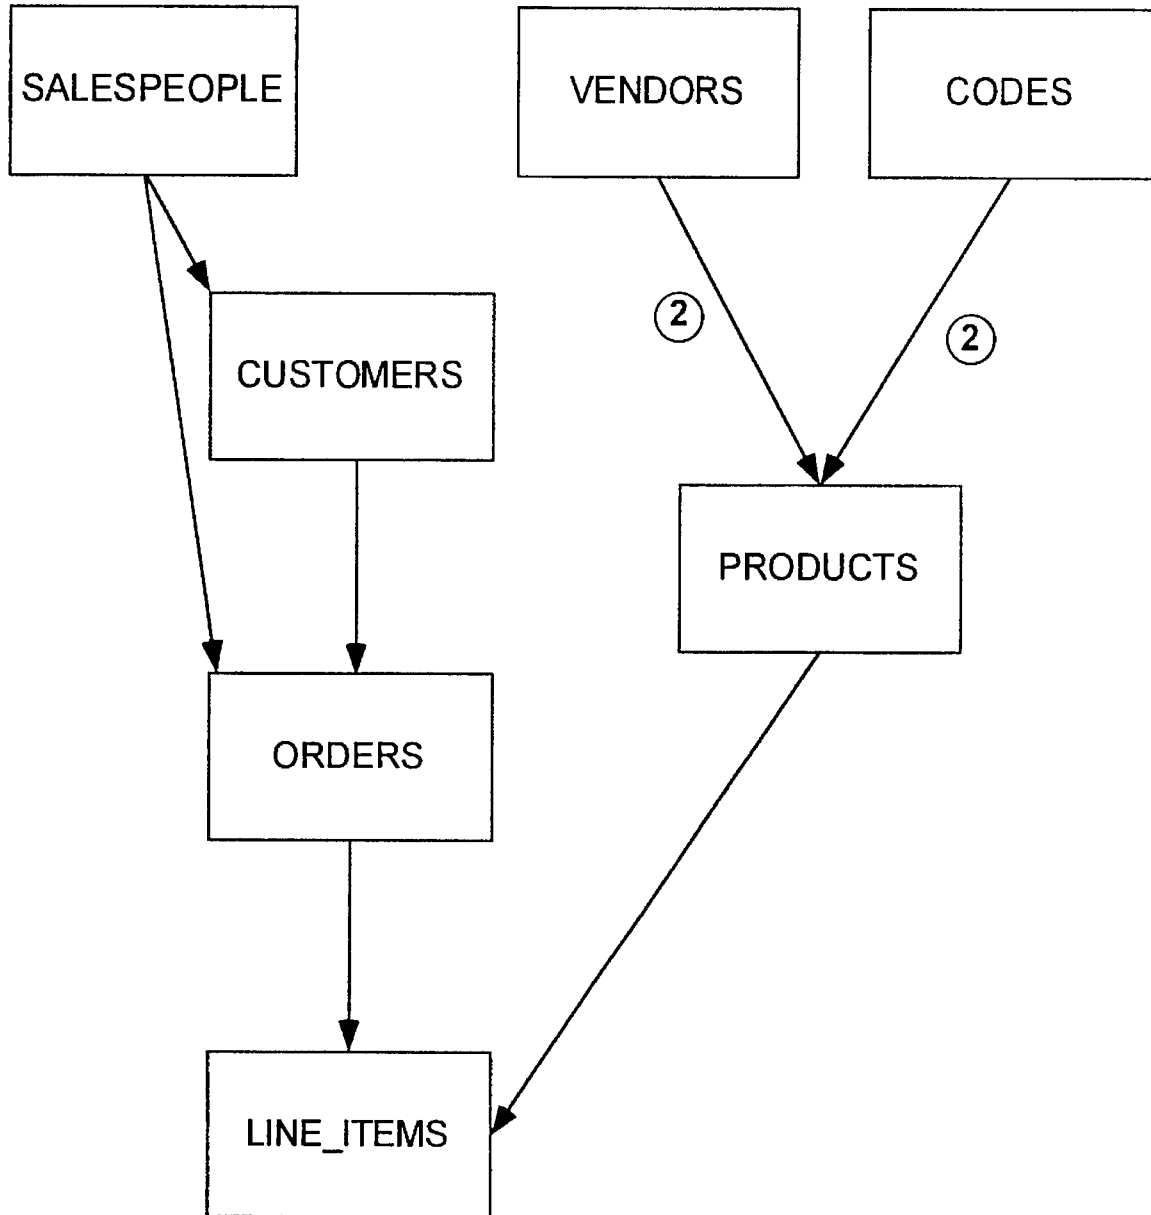 SALESPEOPLE
VENDORS
CODES
2
2
CUSTOMERS
PRODUCTS
ORDERS
LINE_ITEMS